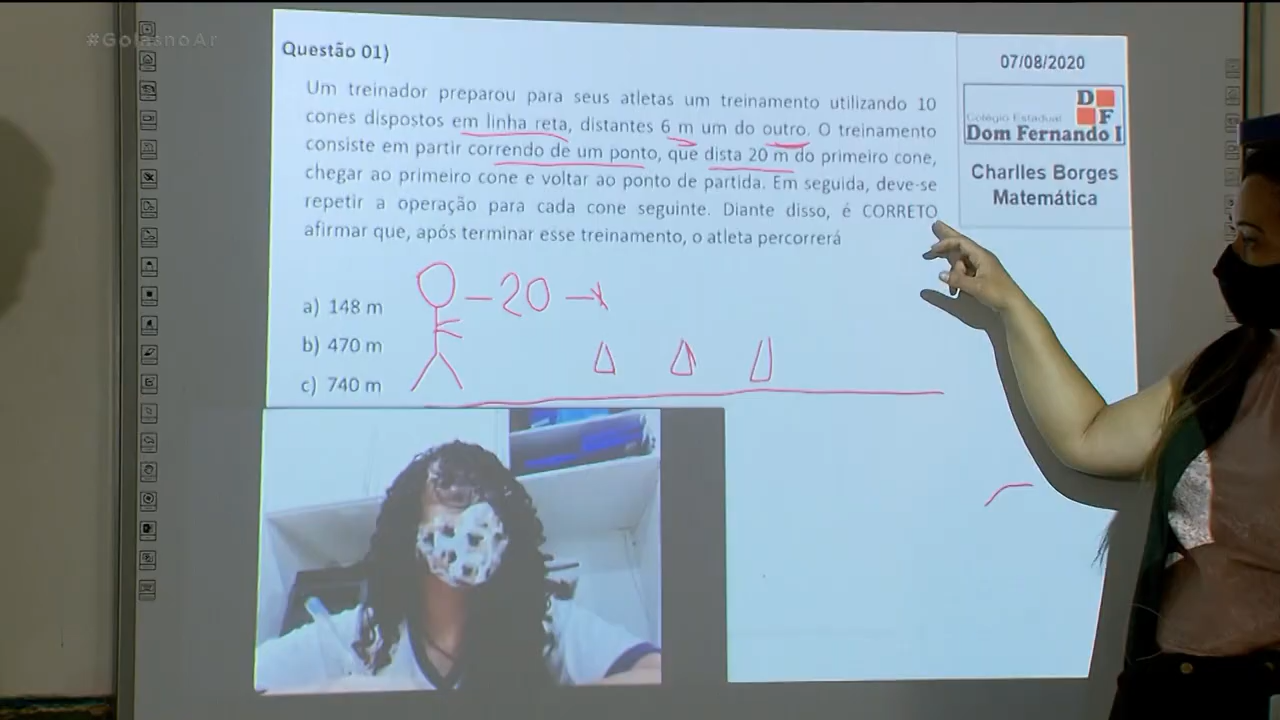 #GoiásnoAr
Questão 01)
Um treinador preparou para seus atletas um treinamento utilizando 10
cones dispostos em linha reta, distantes 6 m um do outro. O treinamento
consiste em partir correndo de um ponto, que dista 20 m do primeiro cone,
chegar ao primeiro cone e voltar ao ponto de partida. Em seguida, deve-se
repetir a operação para cada cone seguinte. Diante disso, é CORRETO
afirmar que, após terminar esse treinamento, o atleta percorrerá
a) 148 m
b) 470 m
c) 740 m
20
07/08/2020
D
F
Colégio Estadual
Dom Fernando I
Charlles Borges
Matemática